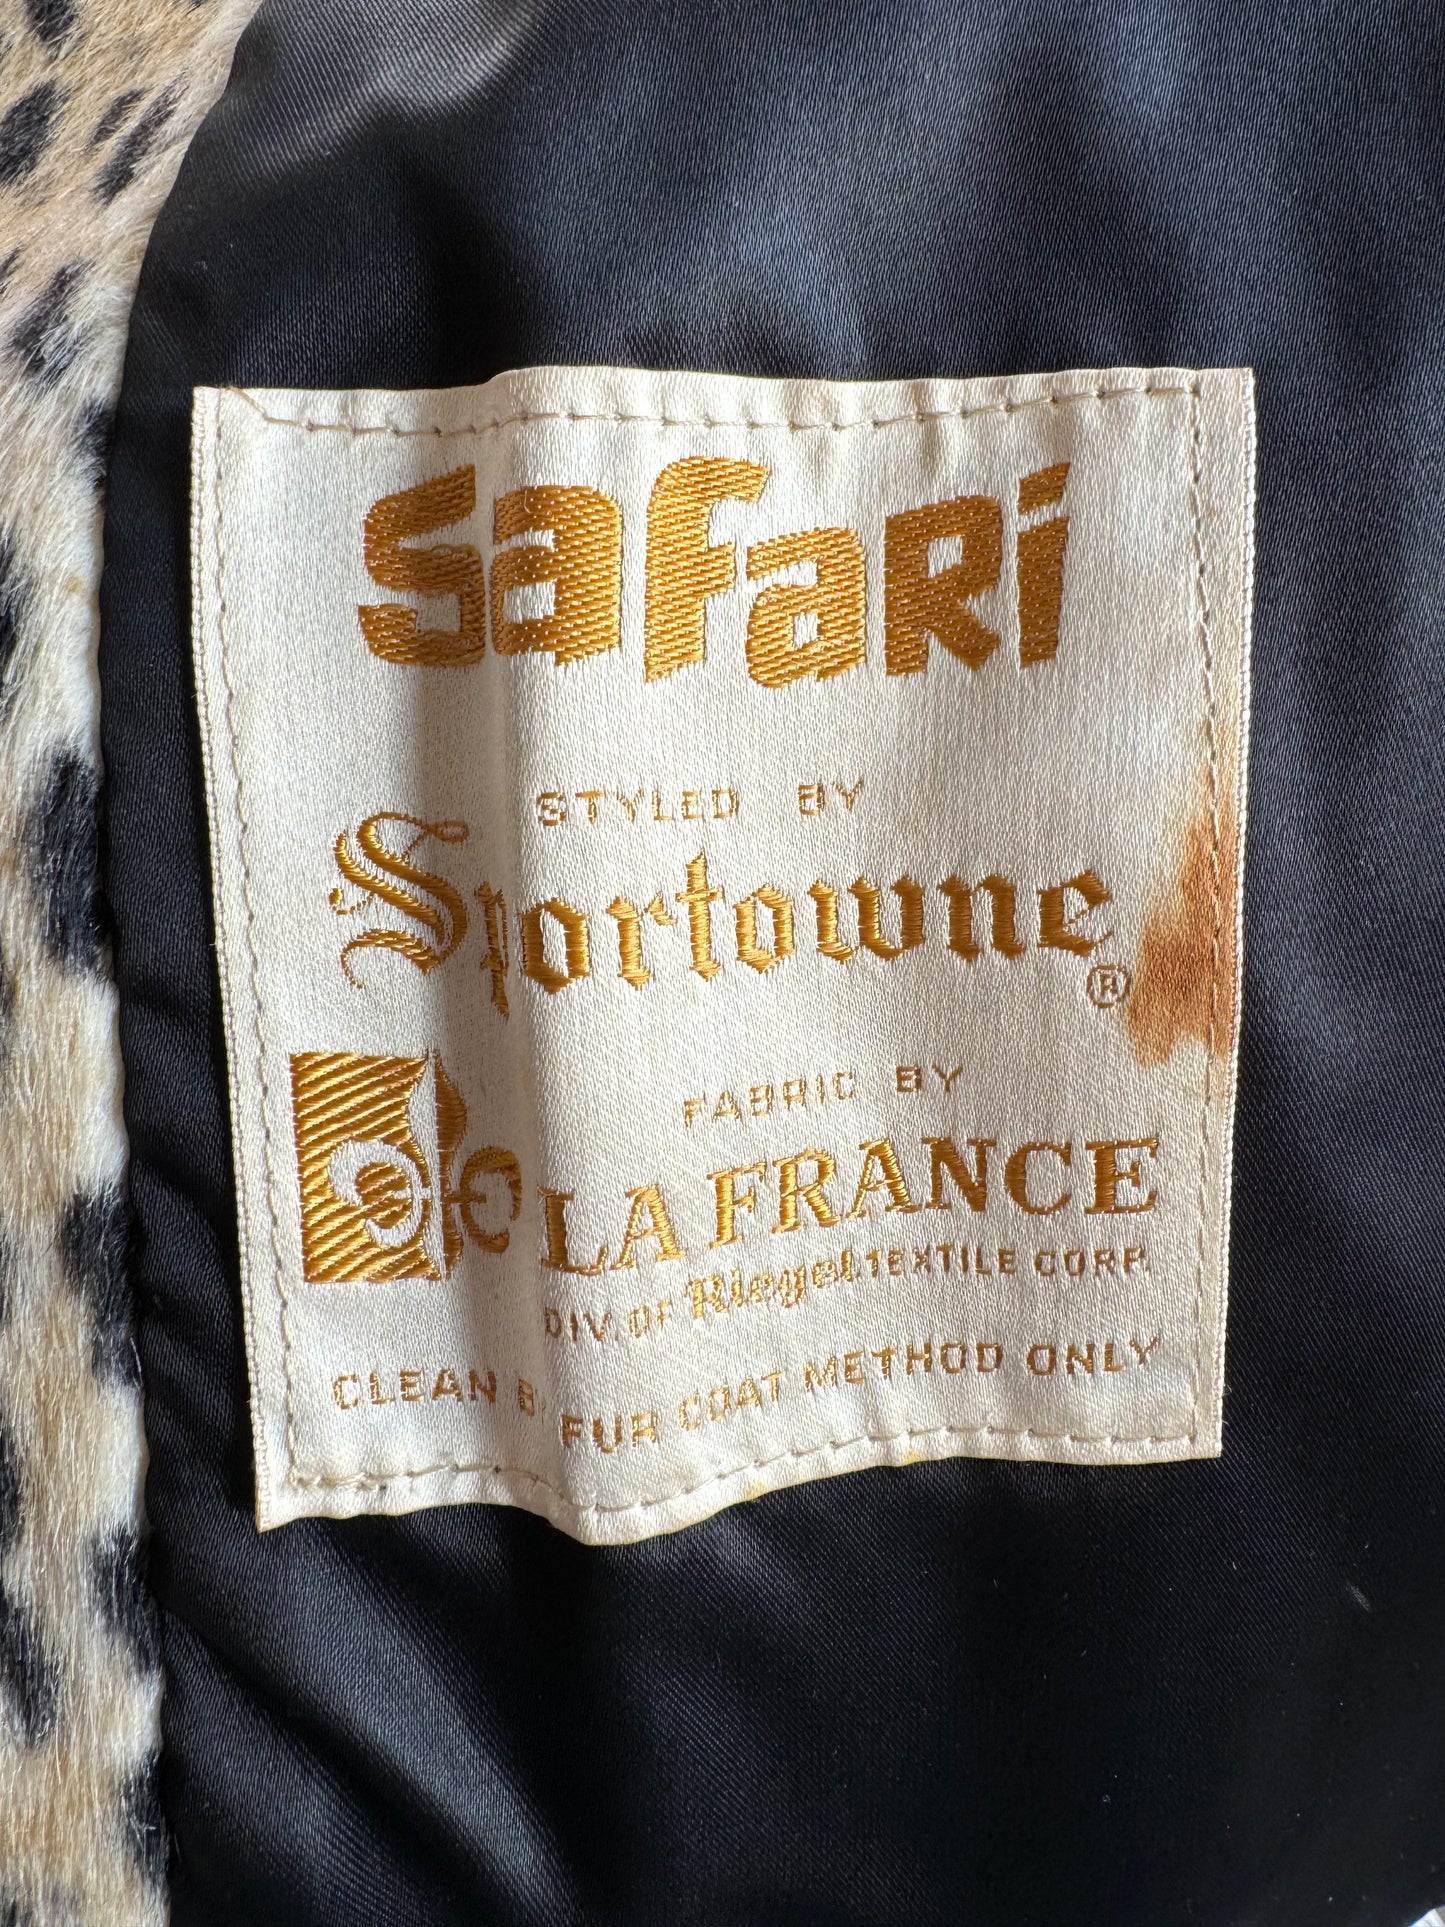 Safari
STYLED BY
Sportowne ®
FABRIC BY
LA FRANCE
DIV. OF Riegel TEXTILE CORP.
CLEAN BY FUR COAT METHOD ONLY